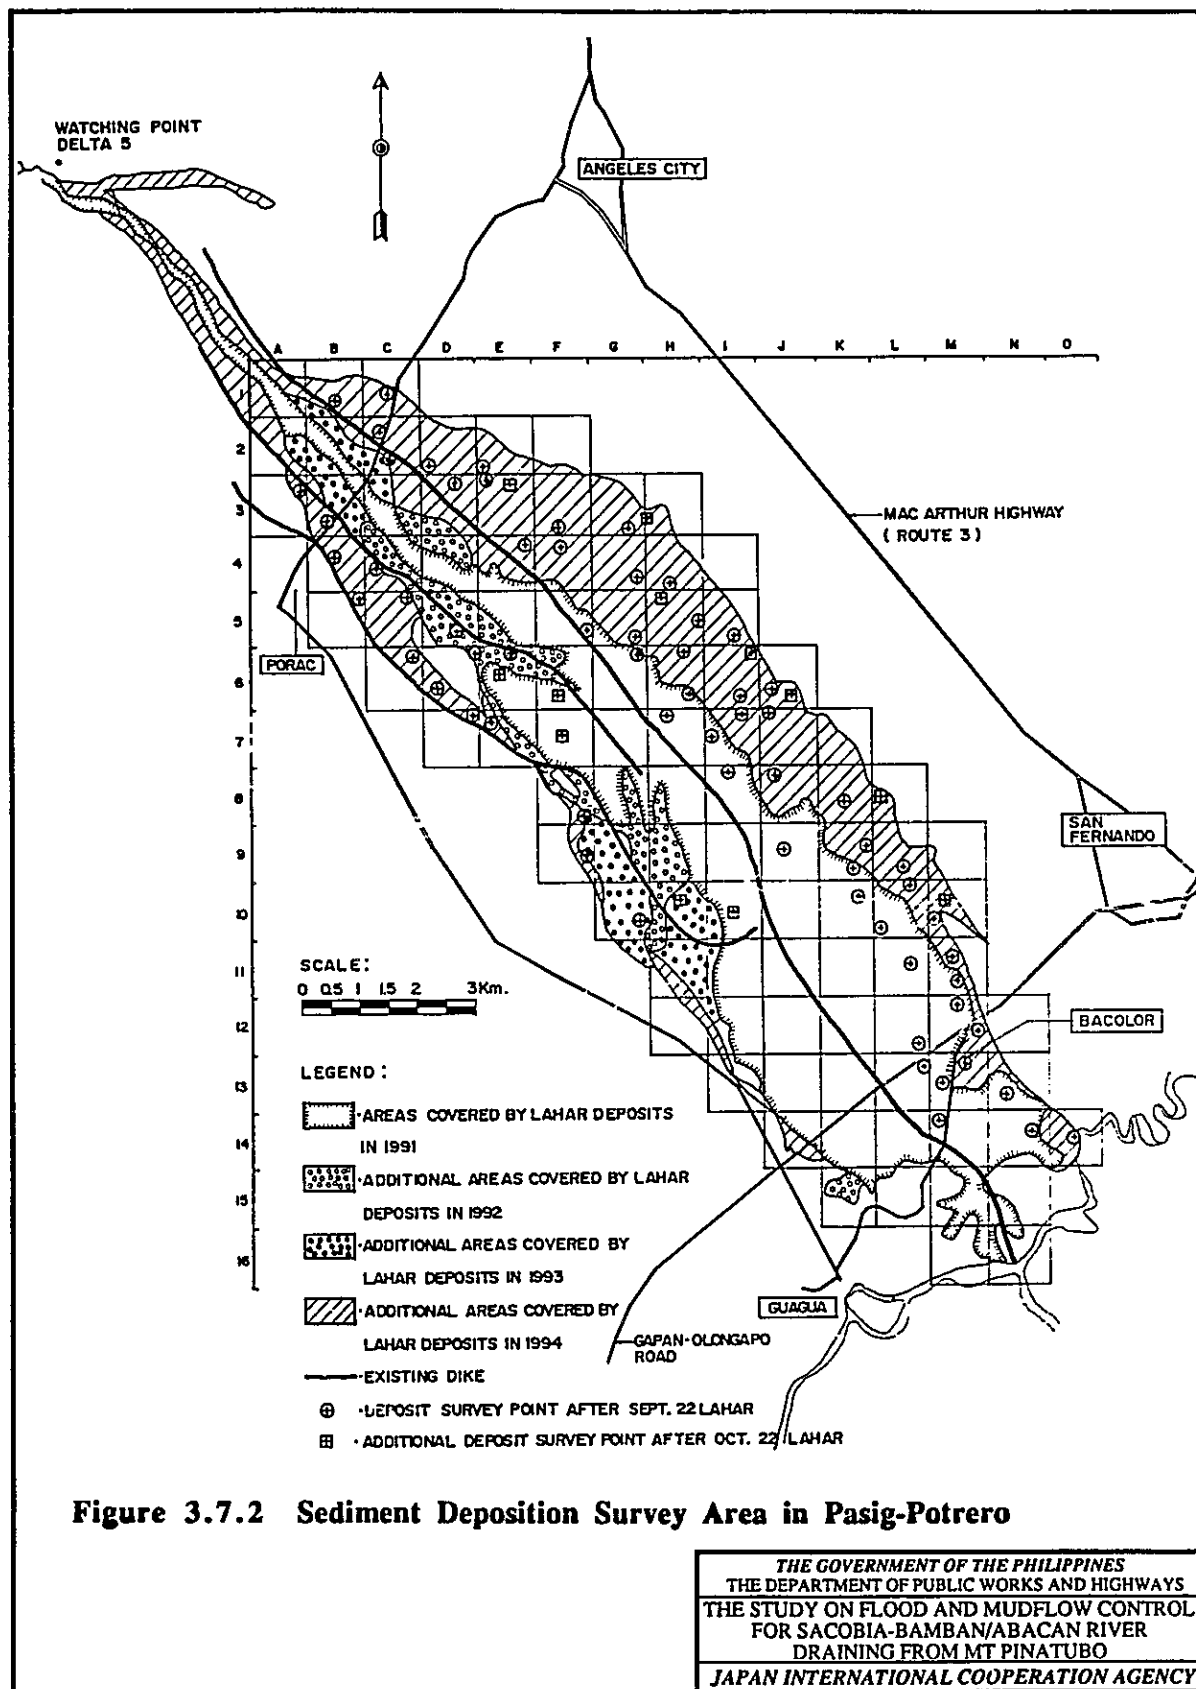 WATCHING POINT
DELTA 5
ANGELES CITY
A B C D E F G H I J K L M N O
1
2
3
4
5
6
7
8
9
10
11
12
13
14
15
16
MAC ARTHUR HIGHWAY
( ROUTE 3 )
PORAC
SAN
FERNANDO
BACOLOR
GUAGUA
GAPAN-OLONGAPO
ROAD
SCALE:
0 0.5 1 1.5 2 3Km.
LEGEND :
AREAS COVERED BY LAHAR DEPOSITS
IN 1991
ADDITIONAL AREAS COVERED BY LAHAR
DEPOSITS IN 1992
ADDITIONAL AREAS COVERED BY
LAHAR DEPOSITS IN 1993
ADDITIONAL AREAS COVERED BY
LAHAR DEPOSITS IN 1994
EXISTING DIKE
DEPOSIT SURVEY POINT AFTER SEPT. 22 LAHAR
ADDITIONAL DEPOSIT SURVEY POINT AFTER OCT. 22 LAHAR
Figure 3.7.2 Sediment Deposition Survey Area in Pasig-Potrero
THE GOVERNMENT OF THE PHILIPPINES
THE DEPARTMENT OF PUBLIC WORKS AND HIGHWAYS
THE STUDY ON FLOOD AND MUDFLOW CONTROL
FOR SACOBIA-BAMBAN/ABACAN RIVER
DRAINING FROM MT PINATUBO
JAPAN INTERNATIONAL COOPERATION AGENCY